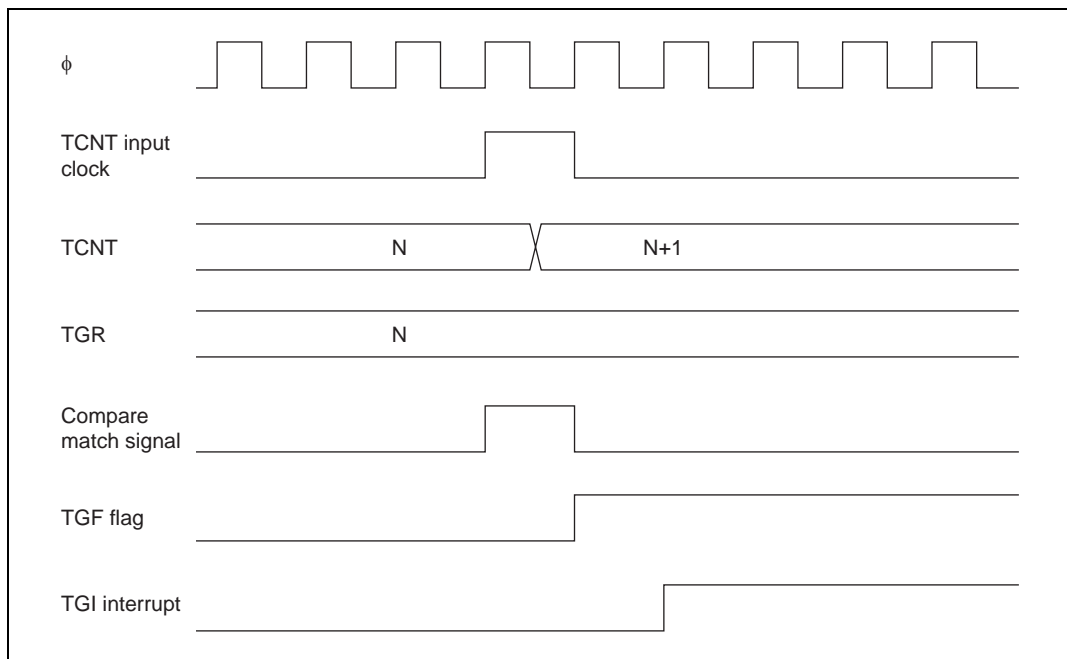 ϕ
TCNT input
clock
TCNT
N
N+1
TGR
N
Compare
match signal
TGF flag
TGI interrupt